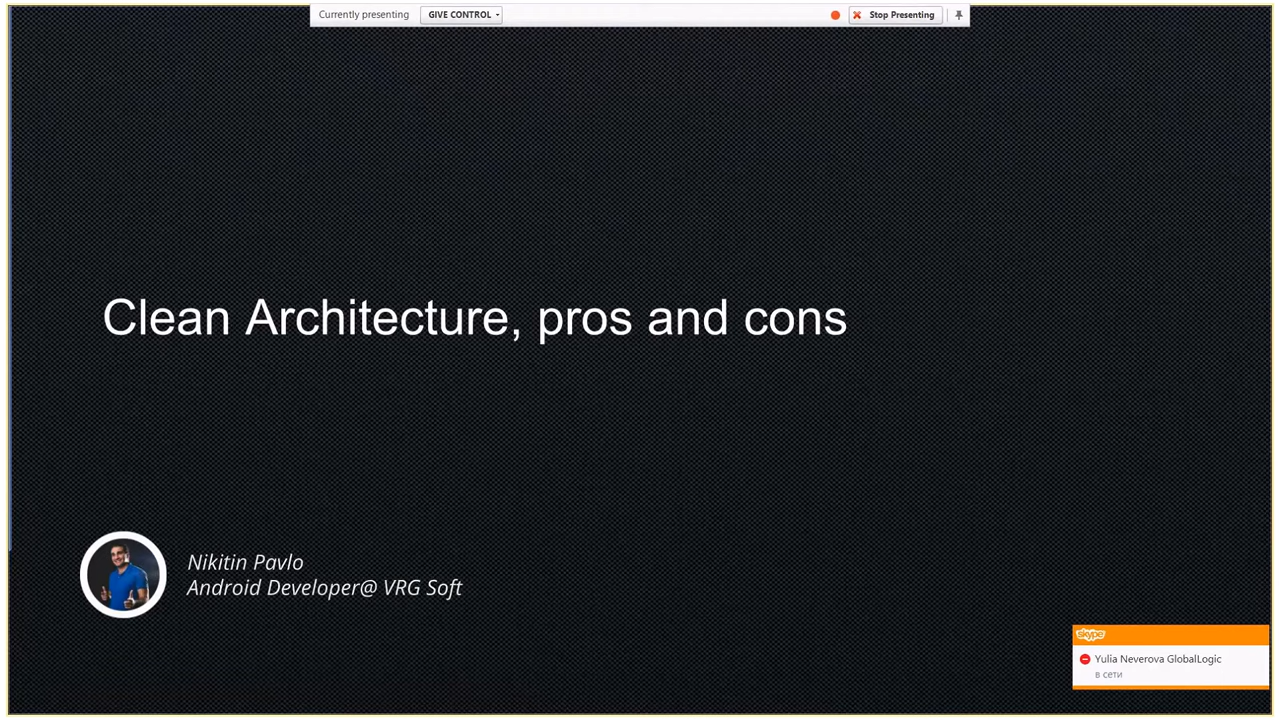 Currently presenting
GIVE CONTROL
Stop Presenting
Clean Architecture, pros and cons
Nikitin Pavlo
Android Developer@ VRG Soft
skype
Yulia Neverova GlobalLogic
в сети